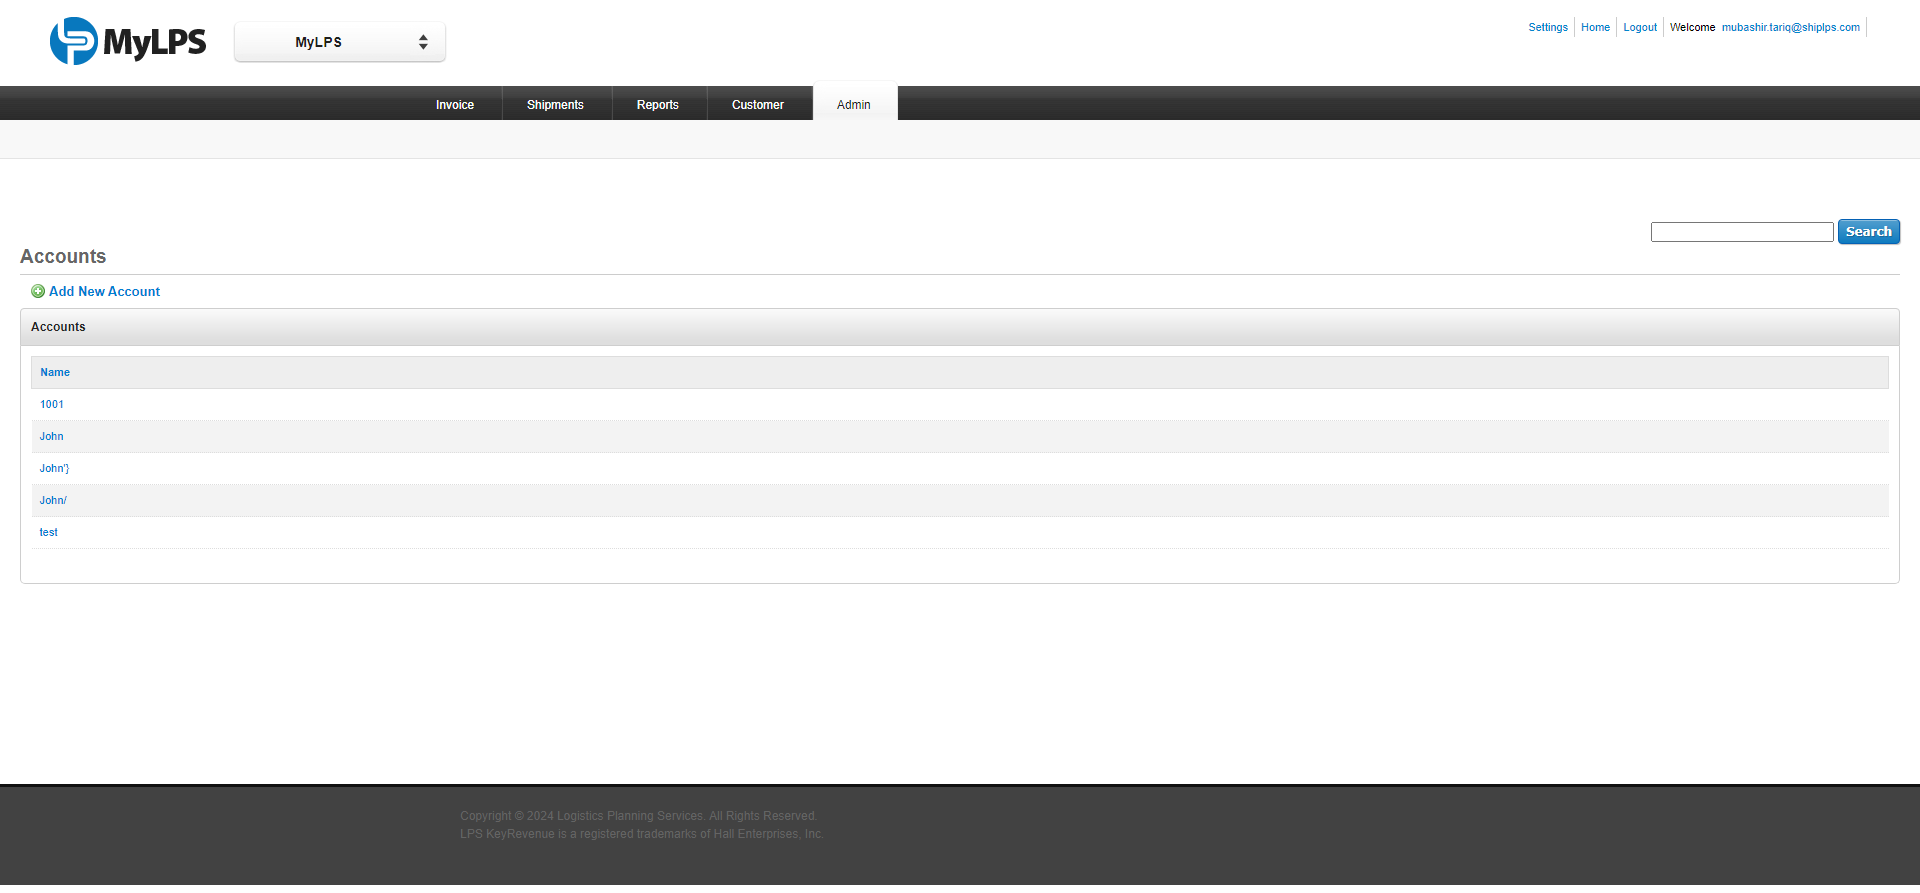 MyLPS
MyLPS
Settings
Home
Logout
Welcome mubashir.tariq@shiplps.com
Invoice
Shipments
Reports
Customer
Admin
Search
Accounts
Add New Account
Accounts
Name
1001
John
John'}
John/
test
Copyright © 2024 Logistics Planning Services. All Rights Reserved.
LPS KeyRevenue is a registered trademarks of Hall Enterprises, Inc.